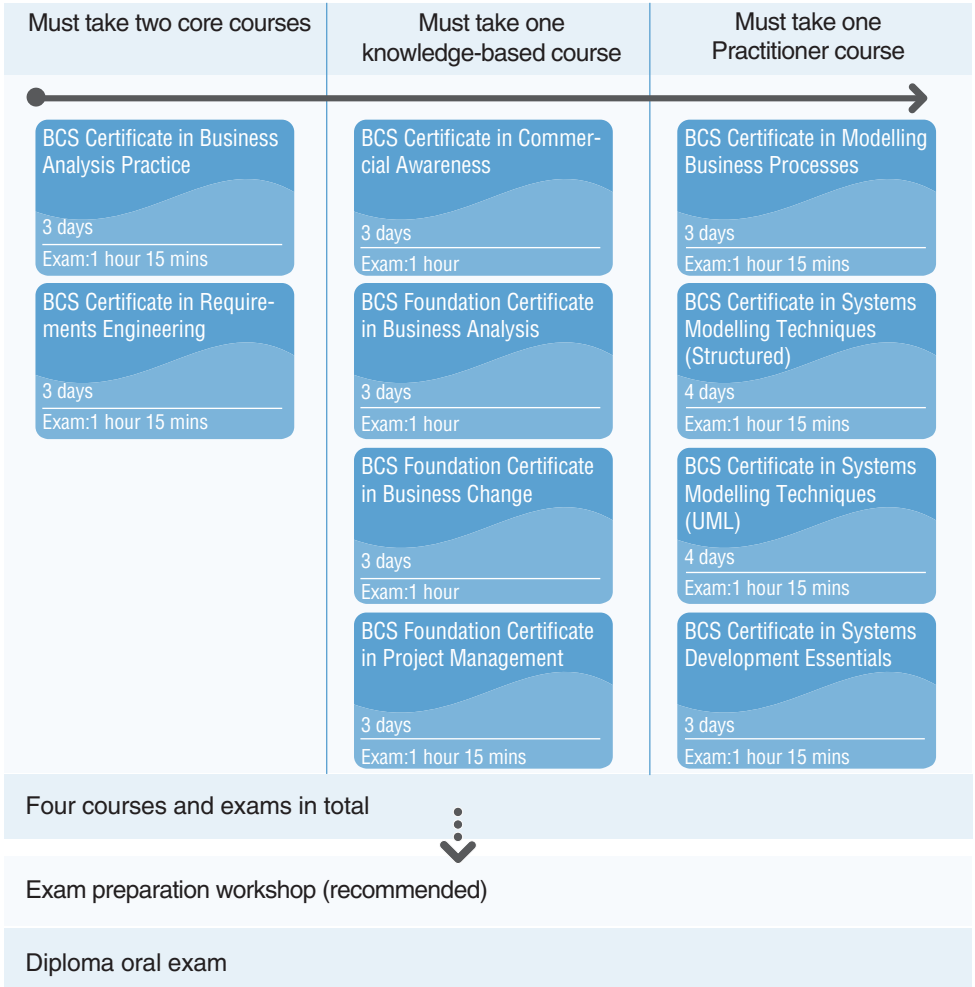 Must take two core courses
Must take one
knowledge-based course
Must take one
Practitioner course
BCS Certificate in Business
Analysis Practice
3 days
Exam:1 hour 15 mins
BCS Certificate in Require-
ments Engineering
3 days
Exam:1 hour 15 mins
BCS Certificate in Commer-
cial Awareness
3 days
Exam:1 hour
BCS Foundation Certificate
in Business Analysis
3 days
Exam:1 hour
BCS Foundation Certificate
in Business Change
3 days
Exam:1 hour
BCS Foundation Certificate
in Project Management
3 days
Exam:1 hour 15 mins
BCS Certificate in Modelling
Business Processes
3 days
Exam:1 hour 15 mins
BCS Certificate in Systems
Modelling Techniques
(Structured)
4 days
Exam:1 hour 15 mins
BCS Certificate in Systems
Modelling Techniques
(UML)
4 days
Exam:1 hour 15 mins
BCS Certificate in Systems
Development Essentials
3 days
Exam:1 hour 15 mins
Four courses and exams in total
Exam preparation workshop (recommended)
Diploma oral exam